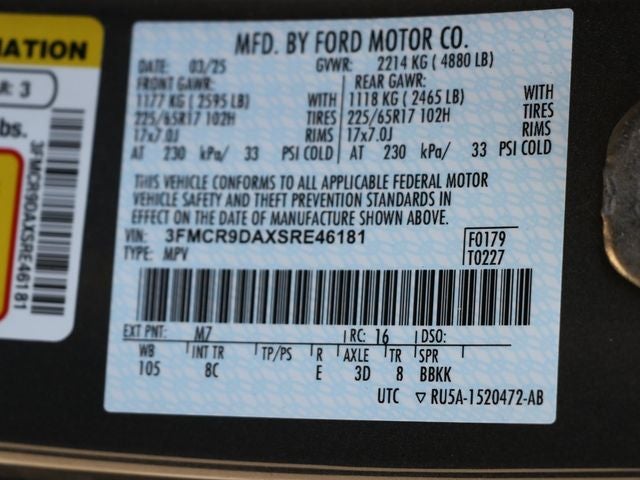 MATION
R: 3
bs.
3FMCR9DAXSRE46181
MFD. BY FORD MOTOR CO.
DATE: 03/25 GVWR: 2214 KG ( 4880 LB)
FRONT GAWR: REAR GAWR:
1177 KG ( 2595 LB) WITH 1118 KG ( 2465 LB) WITH
225/65R17 102H TIRES 225/65R17 102H TIRES
17x7.0J RIMS 17x7.0J RIMS
AT 230 kPa/ 33 PSI COLD AT 230 kPa/ 33 PSI COLD
THIS VEHICLE CONFORMS TO ALL APPLICABLE FEDERAL MOTOR
VEHICLE SAFETY AND THEFT PREVENTION STANDARDS IN
EFFECT ON THE DATE OF MANUFACTURE SHOWN ABOVE.
VIN: 3FMCR9DAXSRE46181 F0179
TYPE: MPV T0227
EXT PNT: M7 RC: 16 DSO:
WB INT TR TP/PS R AXLE TR SPR
105 8C E 3D 8 BBKK
UTC ▽ RU5A-1520472-AB